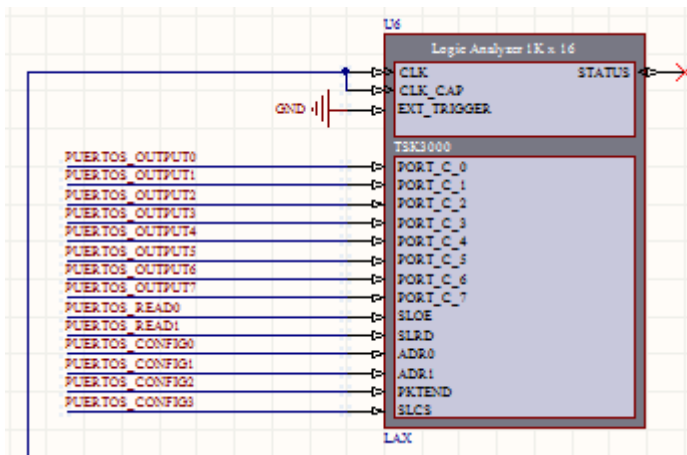 U6
Logic Analyzer 1K x 16
CLK
STATUS
CLK_CAP
GND
EXT_TRIGGER
TSK3000
PUERTOS_OUTPUT0
PORT_C_0
PUERTOS_OUTPUT1
PORT_C_1
PUERTOS_OUTPUT2
PORT_C_2
PUERTOS_OUTPUT3
PORT_C_3
PUERTOS_OUTPUT4
PORT_C_4
PUERTOS_OUTPUT5
PORT_C_5
PUERTOS_OUTPUT6
PORT_C_6
PUERTOS_OUTPUT7
PORT_C_7
PUERTOS_READ0
SLOE
PUERTOS_READ1
SLRD
PUERTOS_CONFIG0
ADR0
PUERTOS_CONFIG1
ADR1
PUERTOS_CONFIG2
PKTEND
PUERTOS_CONFIG3
SLCS
LAX